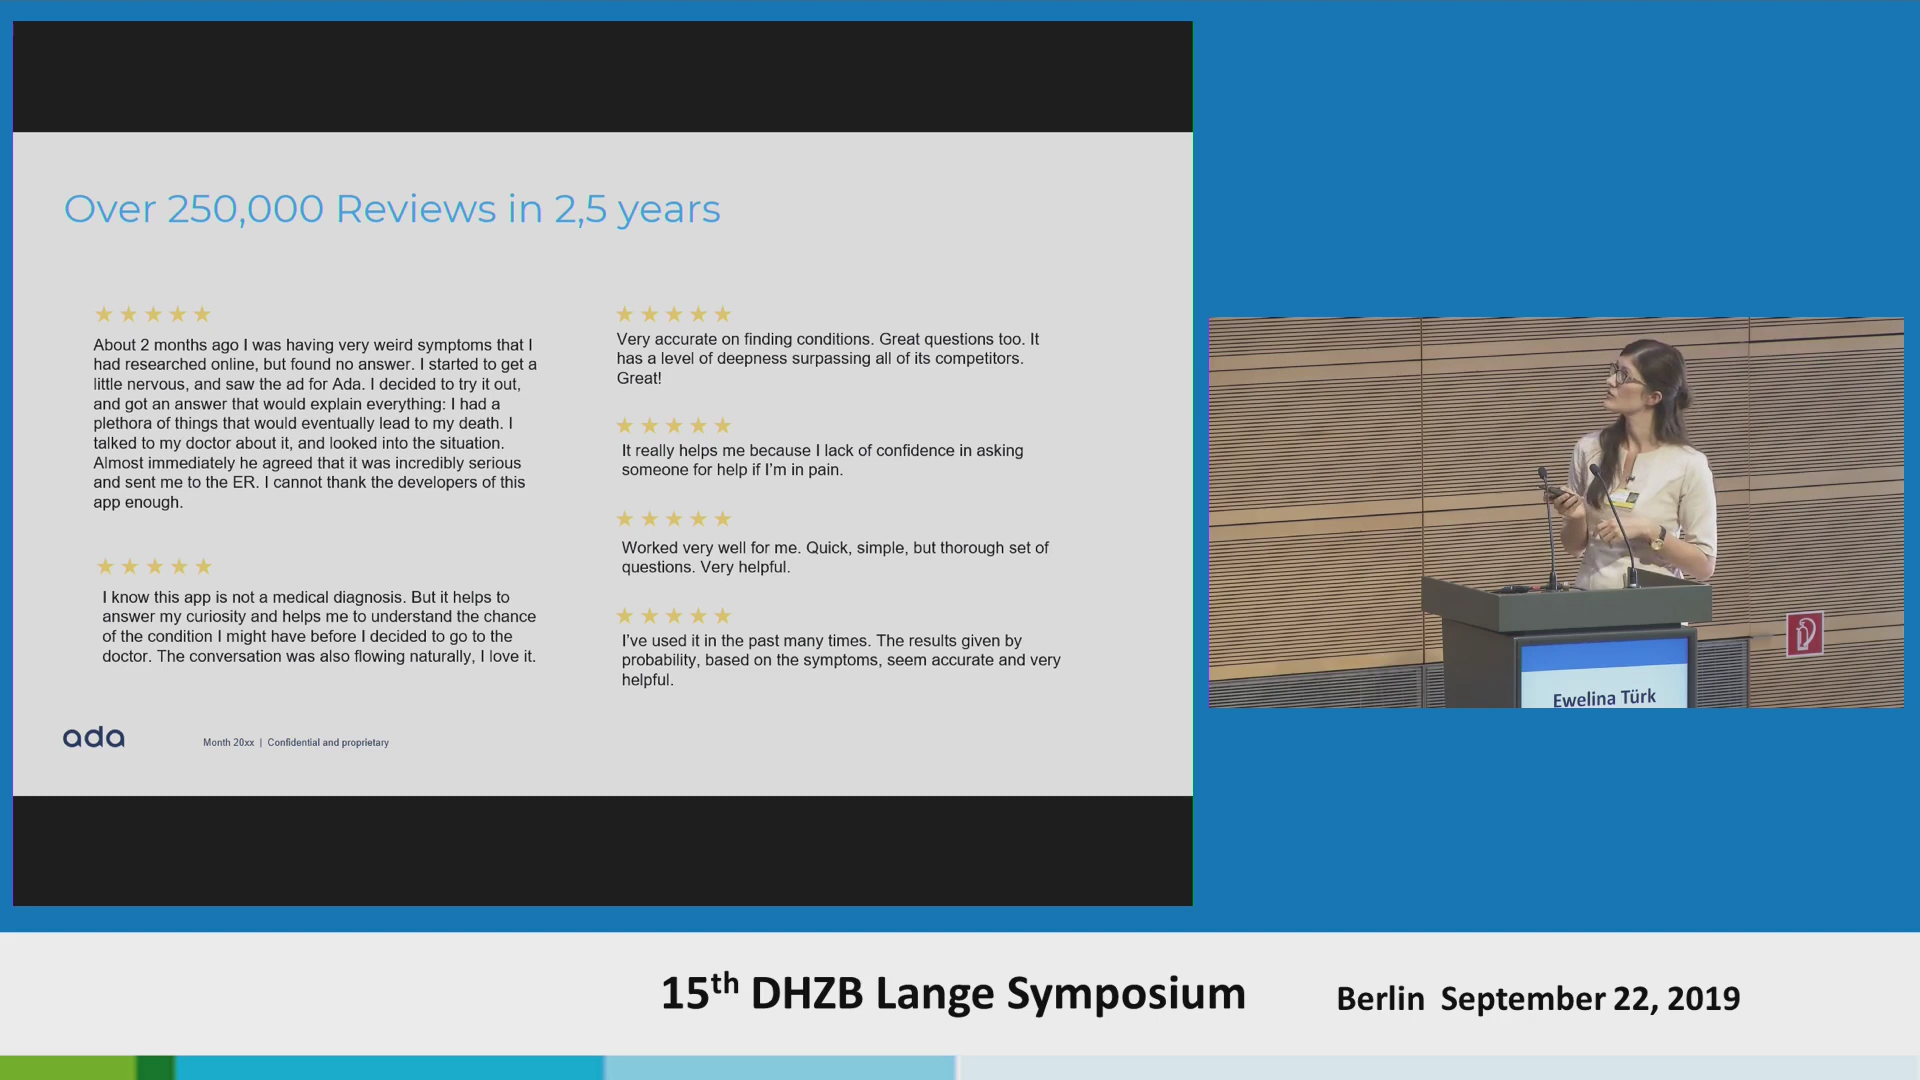 Over 250,000 Reviews in 2,5 years
About 2 months ago I was having very weird symptoms that I
had researched online, but found no answer. I started to get a
little nervous, and saw the ad for Ada. I decided to try it out,
and got an answer that would explain everything: I had a
plethora of things that would eventually lead to my death. I
talked to my doctor about it, and looked into the situation.
Almost immediately he agreed that it was incredibly serious
and sent me to the ER. I cannot thank the developers of this
app enough.
I know this app is not a medical diagnosis. But it helps to
answer my curiosity and helps me to understand the chance
of the condition I might have before I decided to go to the
doctor. The conversation was also flowing naturally, I love it.
Very accurate on finding conditions. Great questions too. It
has a level of deepness surpassing all of its competitors.
Great!
It really helps me because I lack of confidence in asking
someone for help if I'm in pain.
Worked very well for me. Quick, simple, but thorough set of
questions. Very helpful.
I've used it in the past many times. The results given by
probability, based on the symptoms, seem accurate and very
helpful.
ada
Month 20xx | Confidential and proprietary
Ewelina Türk
15th DHZB Lange Symposium
Berlin September 22, 2019